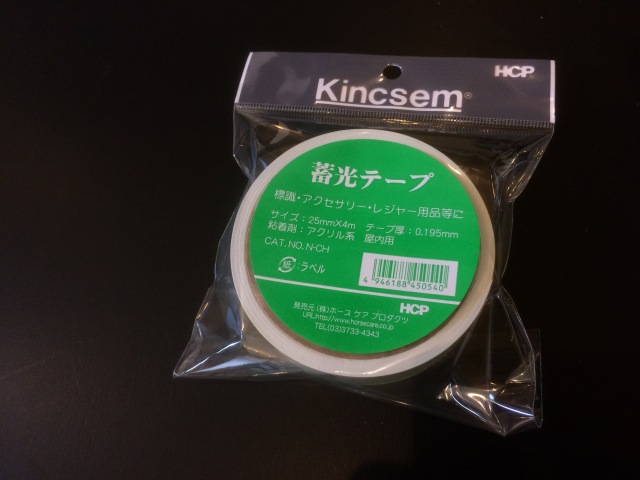 HCP
Kincsem®
蓄光テープ
標識・アクセサリー・レジャー用品等に
サイズ：25mmX4m テープ厚：0.195mm
粘着剤：アクリル系 屋内用
CAT.NO.N-CH
紙：ラベル
4 946188 450540
HCP
発売元 (株)ホース ケア プロダクツ
URL:http://www.horsecare.co.jp
TEL(03)3733-4343